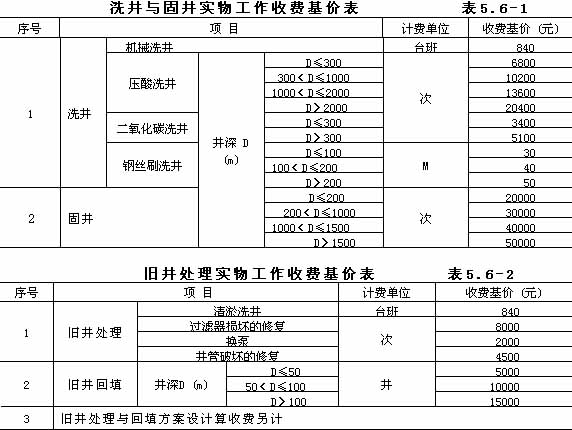 洗井与固井实物工作收费基价表 表5.6-1
序号 项 目 计费单位 收费基价(元)
1 洗井 机械洗井 台班 840
压酸洗井 井深 D (m) D≤300 次 6800
300<D≤1000 10200
1000<D≤2000 13600
D>2000 20400
二氧化碳洗井 D≤300 3400
D>300 5100
钢丝刷洗井 D≤100 M 30
100<D≤200 40
D>200 50
2 固井 D≤200 次 20000
200<D≤1000 30000
1000<D≤1500 40000
D>1500 50000
旧井处理实物工作收费基价表 表5.6-2
序号 项 目 计费单位 收费基价(元)
1 旧井处理 清淤洗井 台班 840
过滤器损坏的修复 次 8000
换泵 2000
井管破坏的修复 4500
2 旧井回填 井深D(m) D≤50 井 5000
50<D≤100 10000
D>100 15000
3 旧井处理与回填方案设计算收费另计